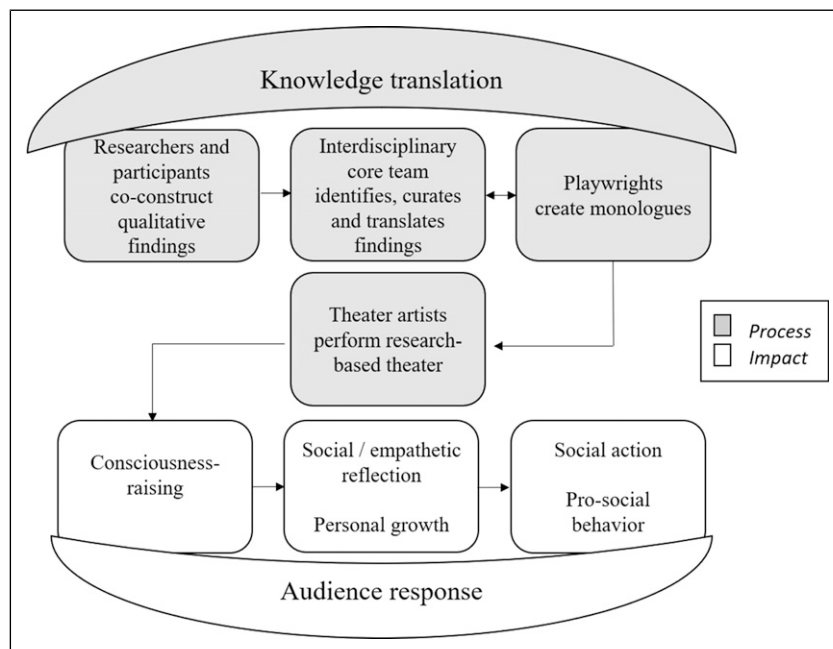 Knowledge translation
Researchers and
participants
co-construct
qualitative
findings
Interdisciplinary
core team
identifies, curates
and translates
findings
Playwrights
create monologues
Theater artists
perform research-
based theater
Process
Impact
Consciousness-
raising
Social / empathetic
reflection
Personal growth
Social action
Pro-social
behavior
Audience response